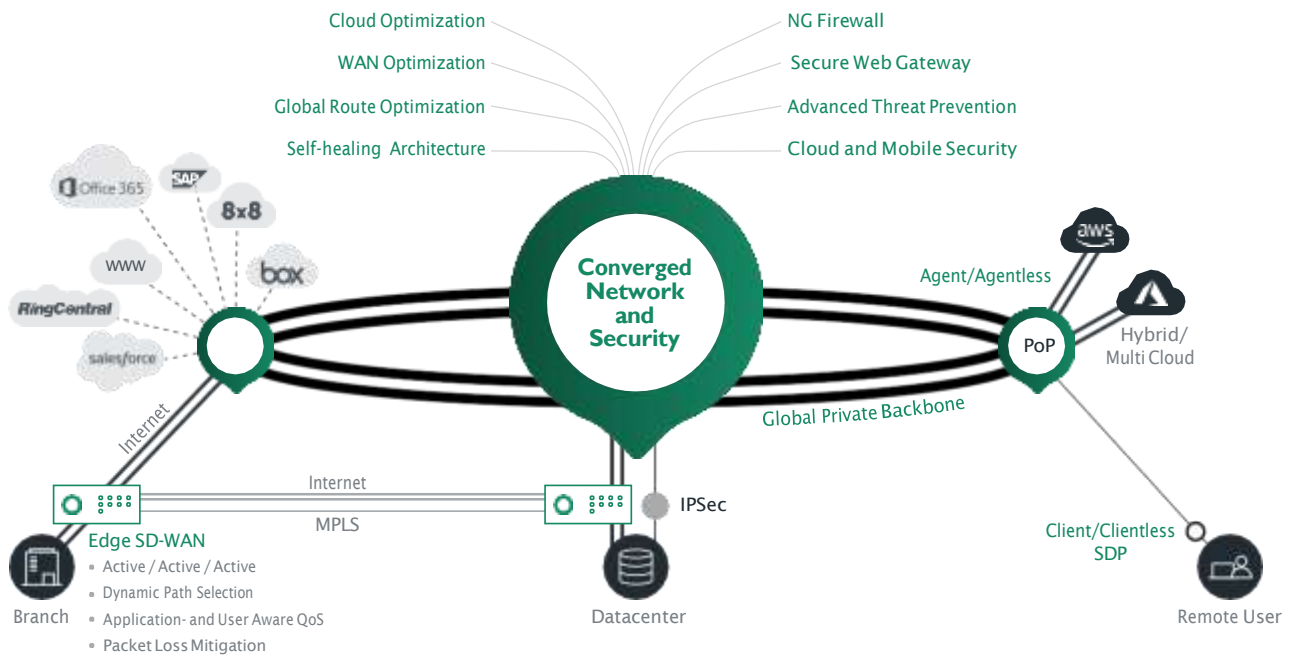 Cloud Optimization
WAN Optimization
Global Route Optimization
Self-healing Architecture
NG Firewall
Secure Web Gateway
Advanced Threat Prevention
Cloud and Mobile Security
Office 365
SAP
8x8
www
box
RingCentral
salesforce
Converged
Network
and
Security
Agent/Agentless
aws
PoP
Hybrid/
Multi Cloud
Global Private Backbone
Internet
Internet
MPLS
IPSec
Edge SD-WAN
Active / Active / Active
Dynamic Path Selection
Application- and User Aware QoS
Packet Loss Mitigation
Branch
Datacenter
Client/Clientless
SDP
Remote User